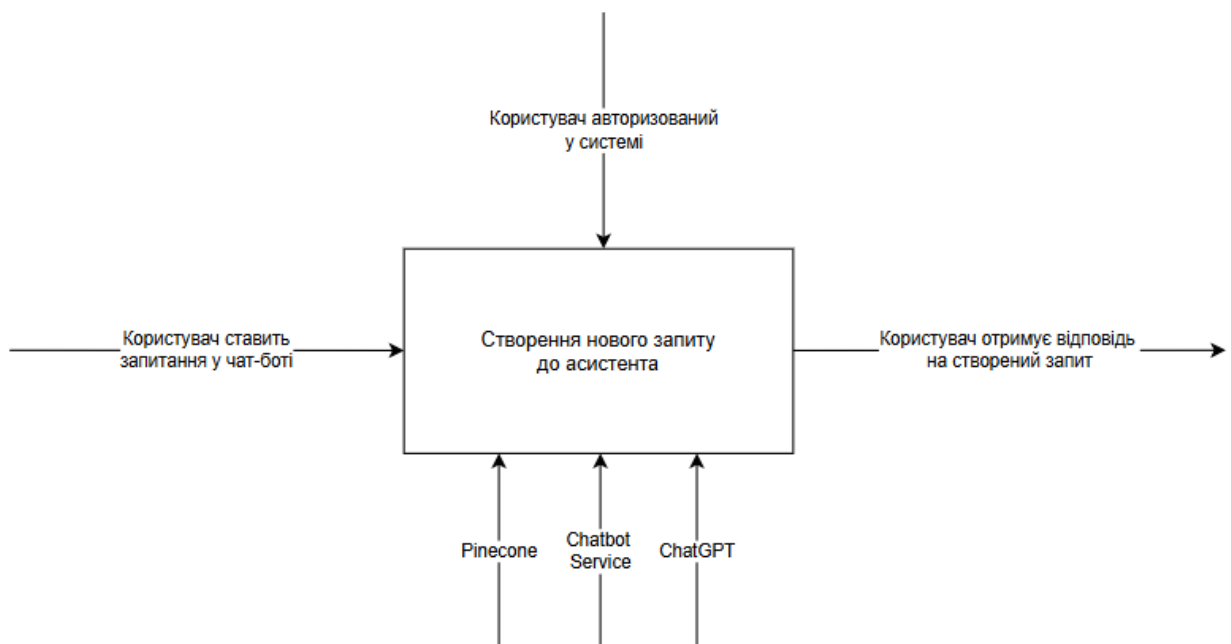 Користувач авторизований
у системі
Користувач ставить
запитання у чат-боті
Створення нового запиту
до асистента
Користувач отримує відповідь
на створений запит
Pinecone
Chatbot
Service
ChatGPT